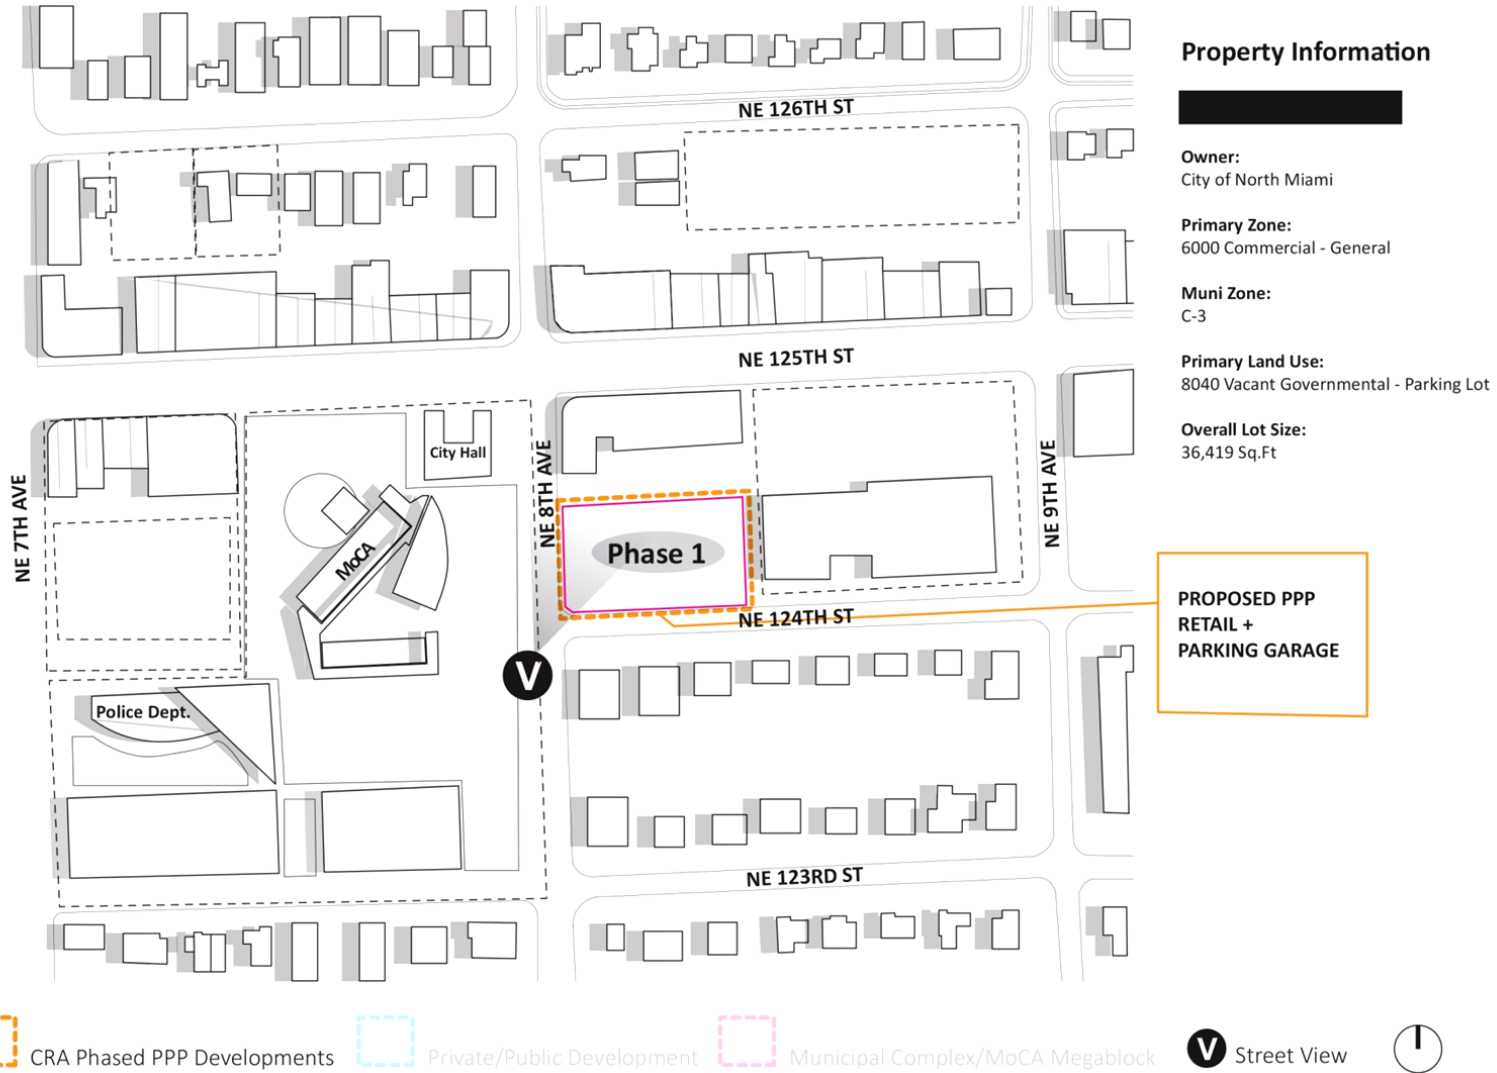 Property Information
Owner:
City of North Miami
Primary Zone:
6000 Commercial - General
Muni Zone:
C-3
Primary Land Use:
8040 Vacant Governmental - Parking Lot
Overall Lot Size:
36,419 Sq.Ft
NE 126TH ST
NE 125TH ST
City Hall
NE 7TH AVE
NE 8TH AVE
NE 9TH AVE
MoCA
Phase 1
NE 124TH ST
PROPOSED PPP
RETAIL +
PARKING GARAGE
V
Police Dept.
NE 123RD ST
CRA Phased PPP Developments
Private/Public Development
Municipal Complex/MoCA Megablock
V
Street View